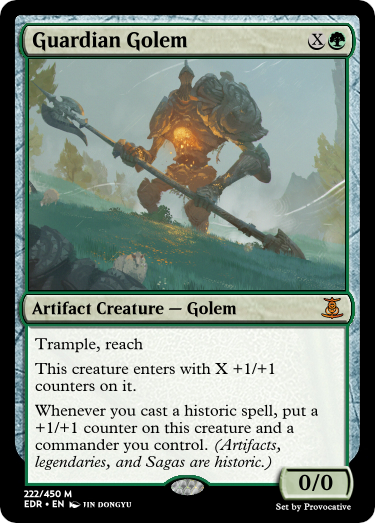 Guardian Golem X
Artifact Creature — Golem
Trample, reach
This creature enters with X +1/+1
counters on it.
Whenever you cast a historic spell, put a
+1/+1 counter on this creature and a
commander you control. (Artifacts,
legendaries, and Sagas are historic.)
0/0
222/450 M
EDR • EN JIN DONGYU
Set by Provocative